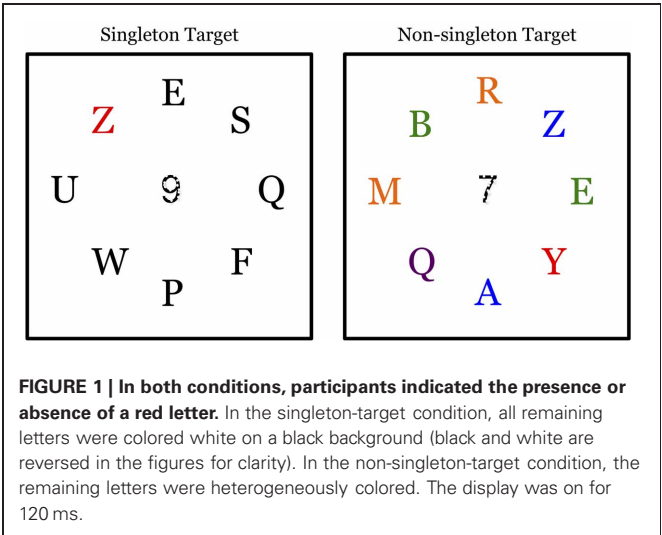 Singleton Target
Non-singleton Target
E
Z
S
U
9
Q
W
F
P
R
B
Z
M
7
E
Q
Y
A
FIGURE 1 | In both conditions, participants indicated the presence or
absence of a red letter. In the singleton-target condition, all remaining
letters were colored white on a black background (black and white are
reversed in the figures for clarity). In the non-singleton-target condition, the
remaining letters were heterogeneously colored. The display was on for
120 ms.